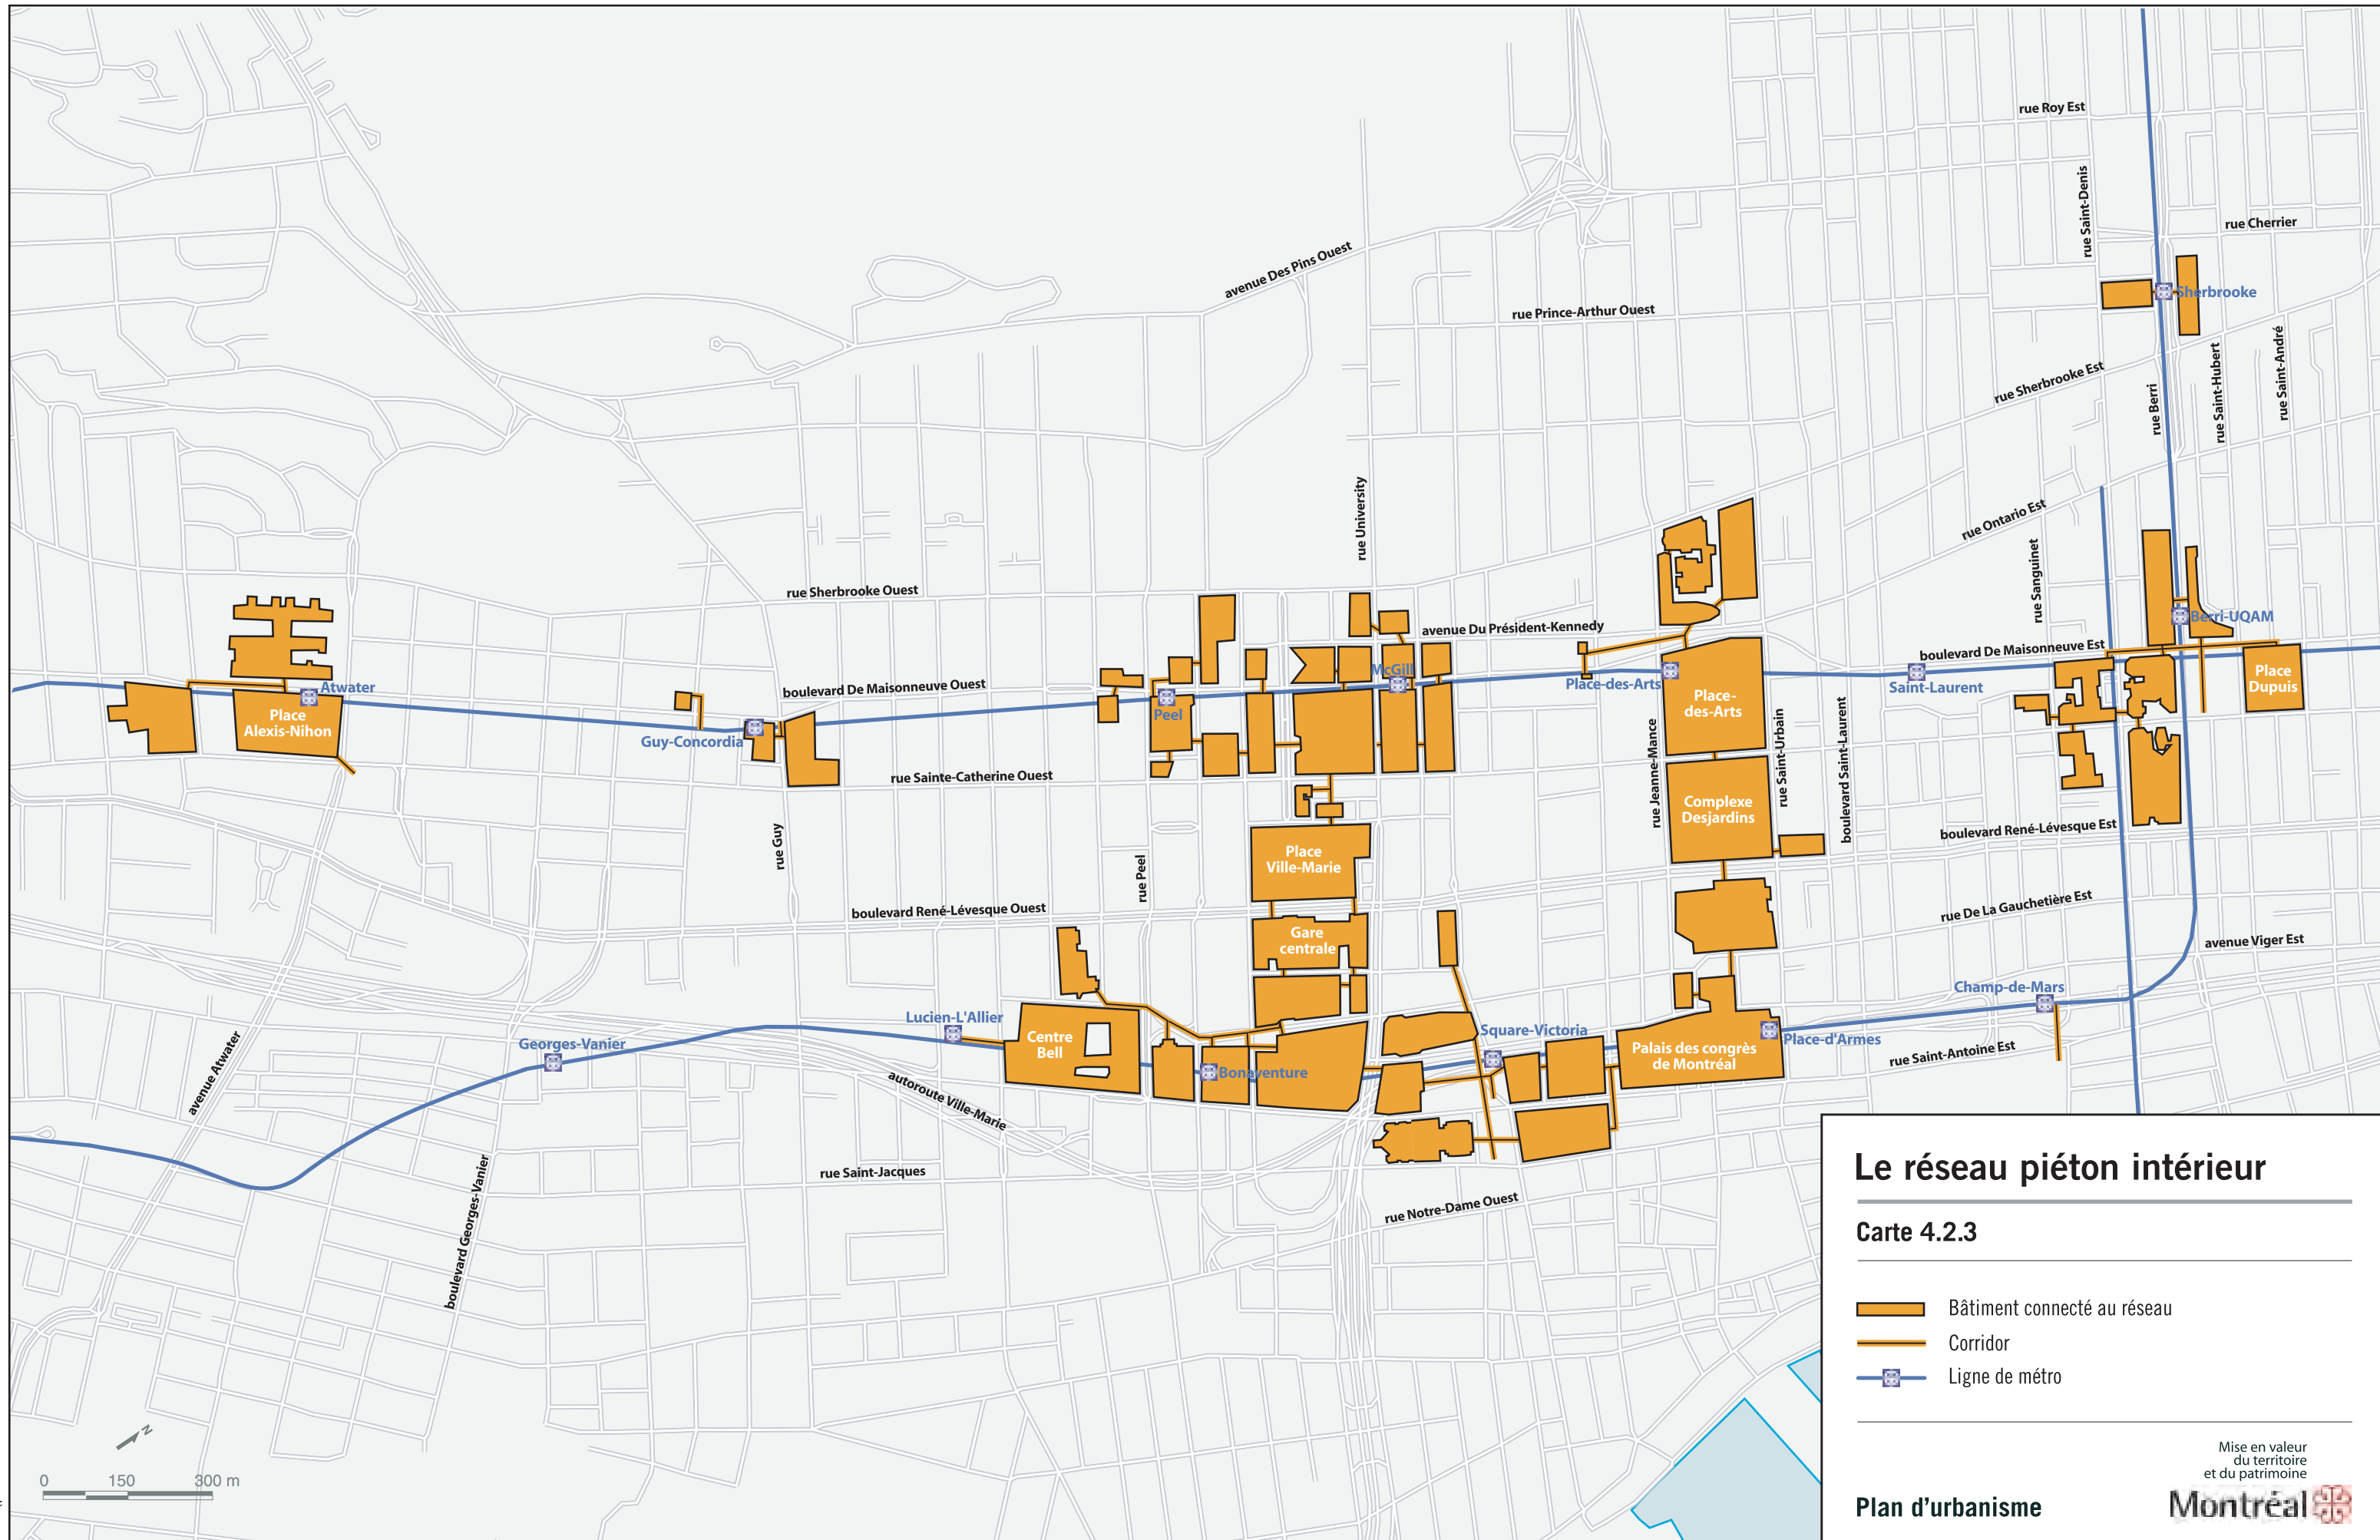 rue Roy Est
rue Saint-Denis
rue Cherrier
avenue Des Pins Ouest
Sherbrooke
rue Prince-Arthur Ouest
rue Sherbrooke Est
rue Berri
rue Saint-Hubert
rue Saint-André
rue University
rue Ontario Est
rue Sanguinet
rue Sherbrooke Ouest
avenue Du Président-Kennedy
Berri-UQAM
boulevard De Maisonneuve Est
Atwater
boulevard De Maisonneuve Ouest
McGill
Place-des-Arts
Saint-Laurent
Place
Dupuis
Place
Alexis-Nihon
Guy-Concordia
Peel
Place-
des-Arts
rue Jeanne-Mance
rue Saint-Urbain
boulevard Saint-Laurent
rue Sainte-Catherine Ouest
Complexe
Desjardins
rue Guy
rue Peel
Place
Ville-Marie
boulevard René-Lévesque Est
boulevard René-Lévesque Ouest
rue De La Gauchetière Est
Gare
centrale
avenue Viger Est
Champ-de-Mars
Lucien-L'Allier
Georges-Vanier
Centre
Bell
Square-Victoria
Place-d'Armes
Palais des congrès
de Montréal
rue Saint-Antoine Est
Bonaventure
avenue Atwater
autoroute Ville-Marie
rue Saint-Jacques
boulevard Georges-Vanier
rue Notre-Dame Ouest
Le réseau piéton intérieur
Carte 4.2.3
Bâtiment connecté au réseau
Corridor
Ligne de métro
N
0 150 300 m
Mise en valeur
du territoire
et du patrimoine
Plan d'urbanisme
Montréal